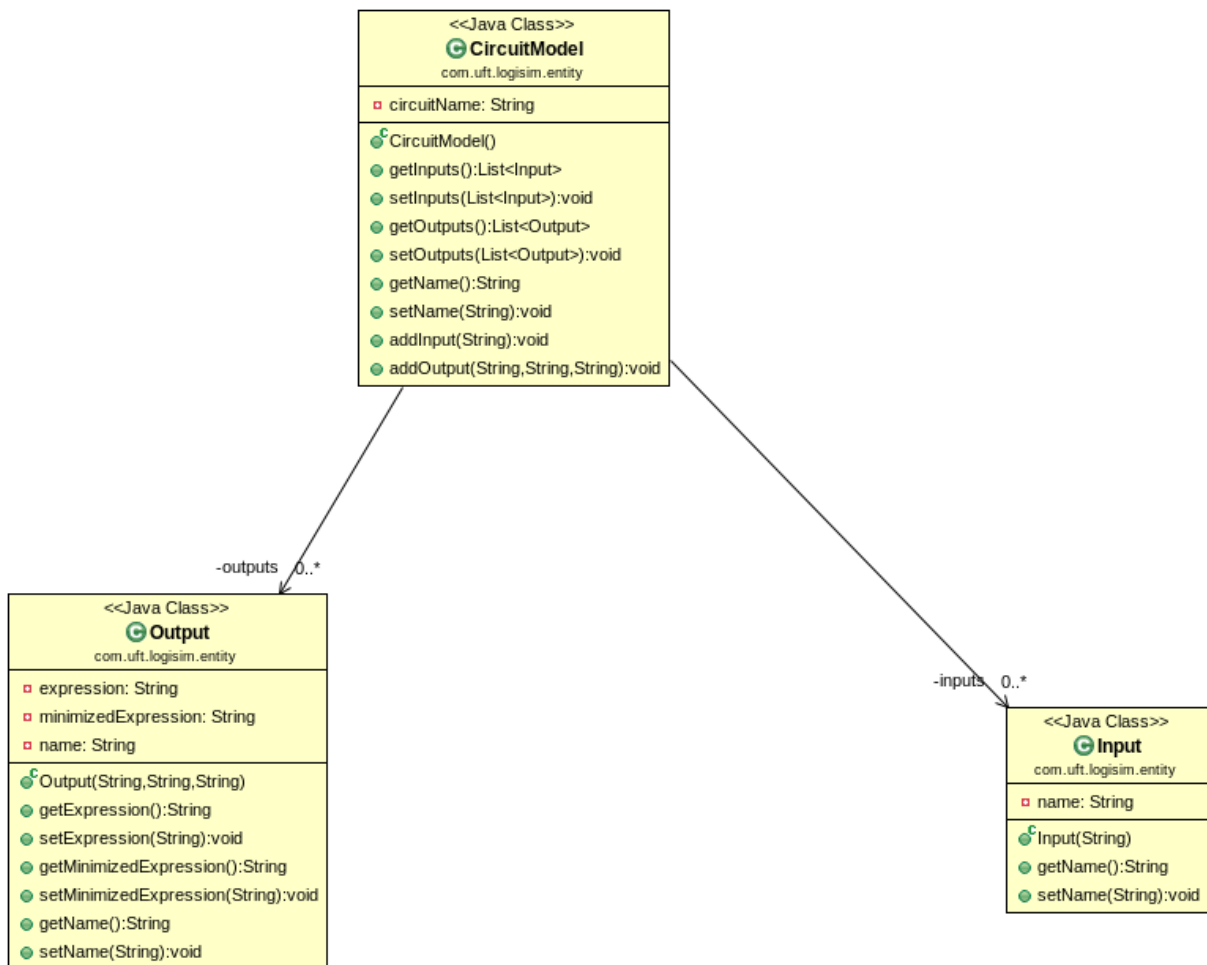 <<Java Class>>
CircuitModel
com.uft.logisim.entity
circuitName: String
CircuitModel()
getInputs():List<Input>
setInputs(List<Input>):void
getOutputs():List<Output>
setOutputs(List<Output>):void
getName():String
setName(String):void
addInput(String):void
addOutput(String,String,String):void
-outputs 0..*
<<Java Class>>
Output
com.uft.logisim.entity
expression: String
minimizedExpression: String
name: String
Output(String,String,String)
getExpression():String
setExpression(String):void
getMinimizedExpression():String
setMinimizedExpression(String):void
getName():String
setName(String):void
-inputs 0..*
<<Java Class>>
Input
com.uft.logisim.entity
name: String
Input(String)
getName():String
setName(String):void